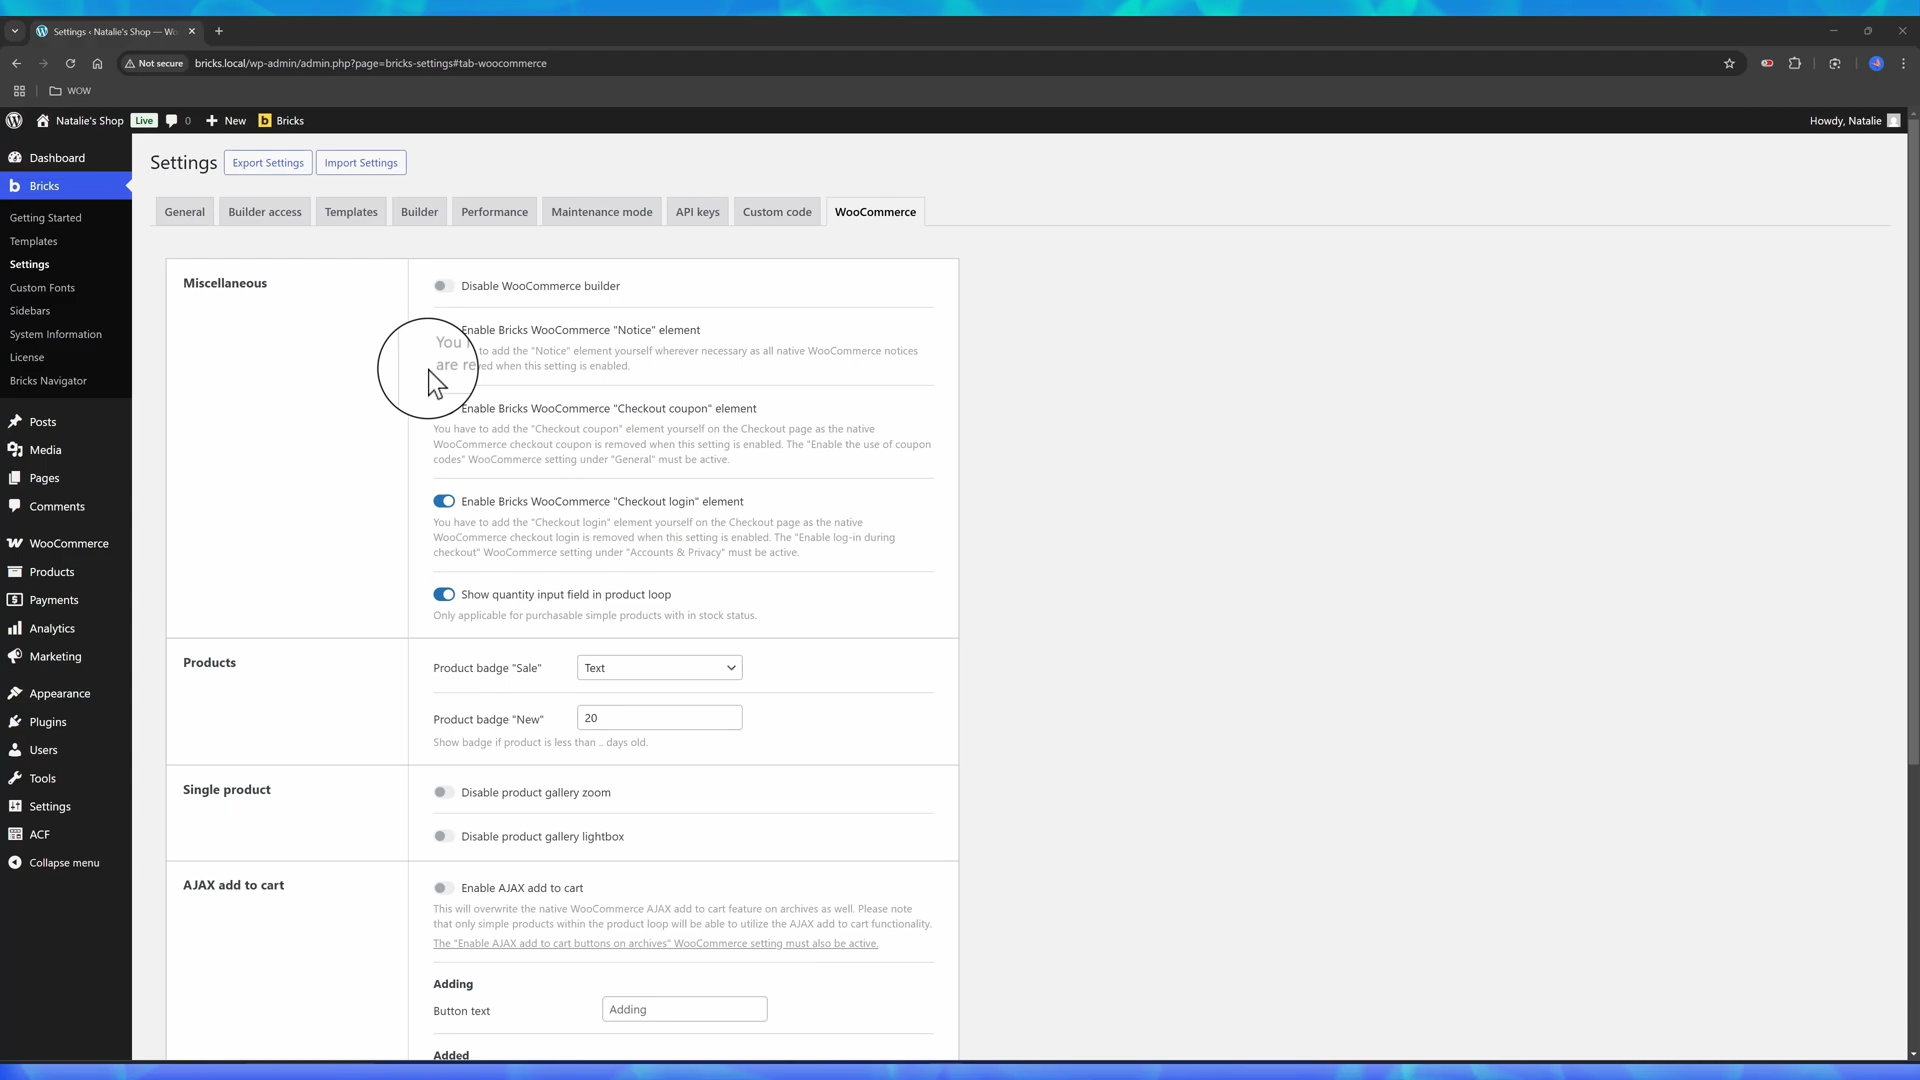 Settings ‹ Natalie's Shop — Wo
Not secure
bricks.local/wp-admin/admin.php?page=bricks-settings#tab-woocommerce
WOW
Natalie's Shop
Live
0
New
Bricks
Howdy, Natalie
Dashboard
Bricks
Getting Started
Templates
Settings
Custom Fonts
Sidebars
System Information
License
Bricks Navigator
Posts
Media
Pages
Comments
WooCommerce
Products
Payments
Analytics
Marketing
Appearance
Plugins
Users
Tools
Settings
ACF
Collapse menu
Settings
Export Settings
Import Settings
General
Builder access
Templates
Builder
Performance
Maintenance mode
API keys
Custom code
WooCommerce
Miscellaneous
Disable WooCommerce builder
Enable Bricks WooCommerce "Notice" element
You to add the "Notice" element yourself wherever necessary as all native WooCommerce notices
are when this setting is enabled.
Enable Bricks WooCommerce "Checkout coupon" element
You have to add the "Checkout coupon" element yourself on the Checkout page as the native
WooCommerce checkout coupon is removed when this setting is enabled. The "Enable the use of coupon
codes" WooCommerce setting under "General" must be active.
Enable Bricks WooCommerce "Checkout login" element
You have to add the "Checkout login" element yourself on the Checkout page as the native
WooCommerce checkout login is removed when this setting is enabled. The "Enable log-in during
checkout" WooCommerce setting under "Accounts & Privacy" must be active.
Show quantity input field in product loop
Only applicable for purchasable simple products with in stock status.
Products
Product badge "Sale"
Text
Product badge "New"
20
Show badge if product is less than .. days old.
Single product
Disable product gallery zoom
Disable product gallery lightbox
AJAX add to cart
Enable AJAX add to cart
This will overwrite the native WooCommerce AJAX add to cart feature on archives as well. Please note
that only simple products within the product loop will be able to utilize the AJAX add to cart functionality.
The "Enable AJAX add to cart buttons on archives" WooCommerce setting must also be active.
Adding
Button text
Adding
Added